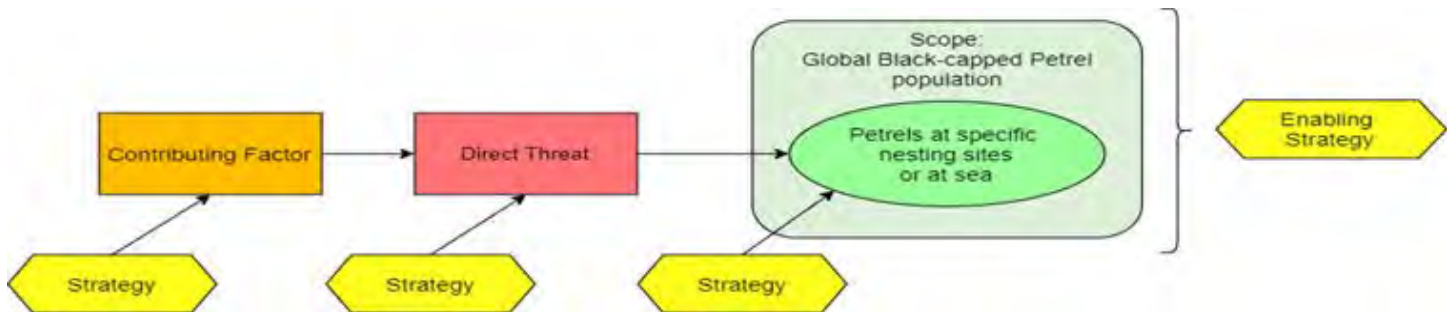 Scope:
Global Black-capped Petrel
population
Contributing Factor
Direct Threat
Petrels at specific
nesting sites
or at sea
Enabling
Strategy
Strategy
Strategy
Strategy